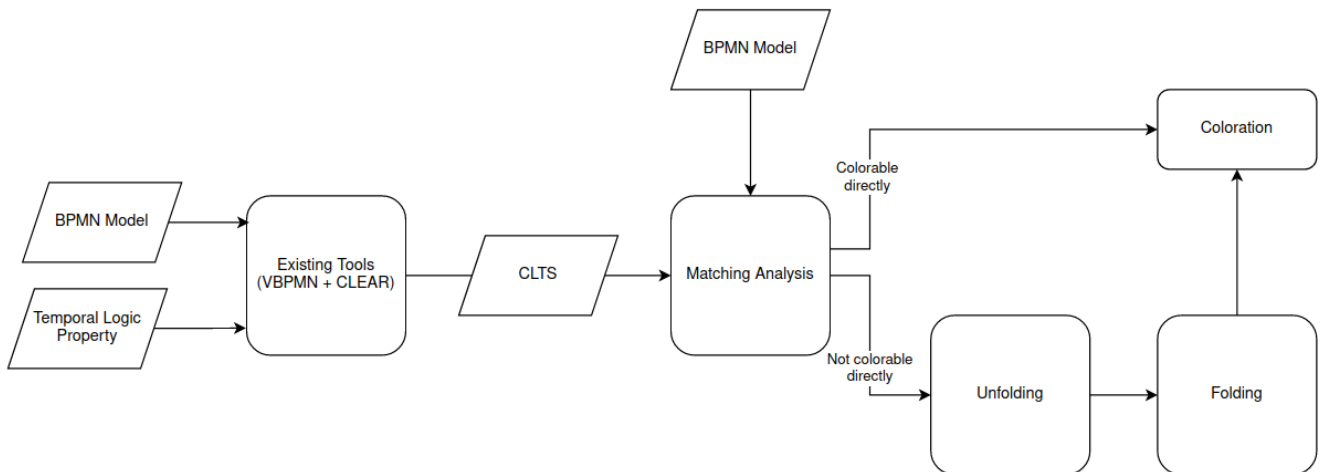 BPMN Model
Coloration
Colorable
directly
BPMN Model
Existing Tools
(VBPMN + CLEAR)
CLTS
Matching Analysis
Temporal Logic
Property
Not colorable
directly
Unfolding
Folding